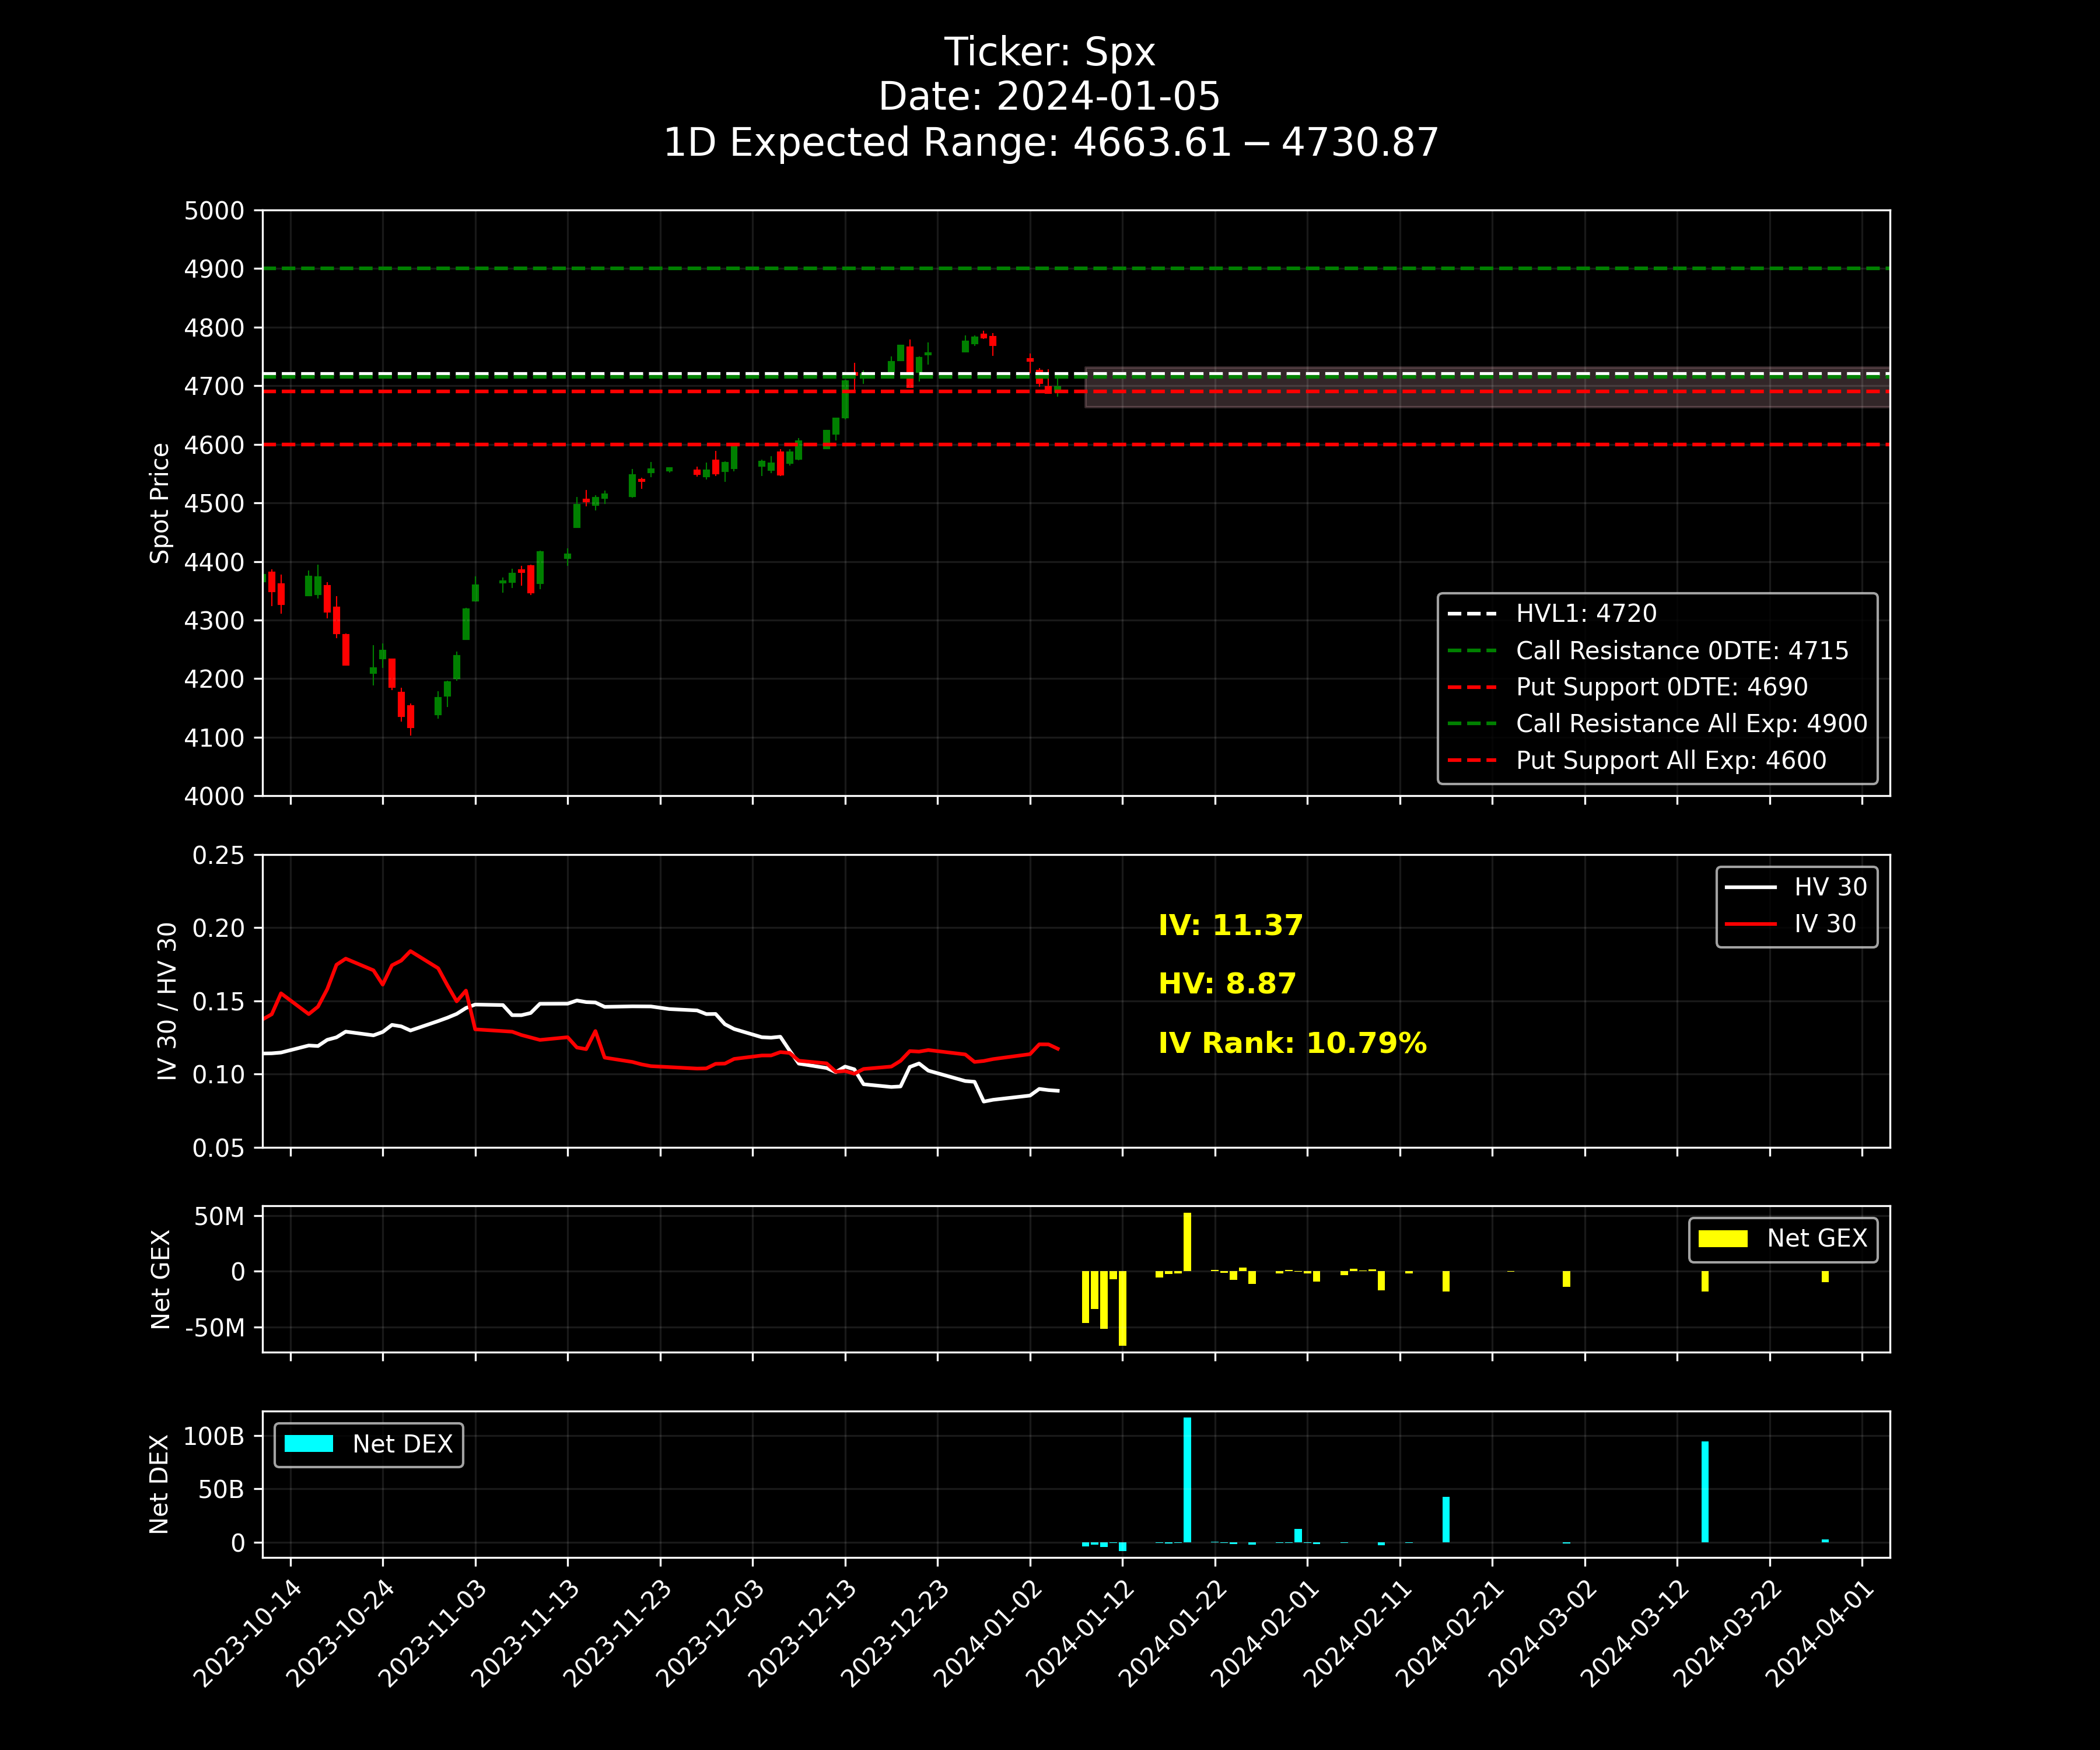 Ticker: Spx
Date: 2024-01-05
1D Expected Range: 4663.61 − 4730.87
Spot Price
5000
4900
4800
4700
4600
4500
4400
4300
4200
4100
4000
HVL1: 4720
Call Resistance 0DTE: 4715
Put Support 0DTE: 4690
Call Resistance All Exp: 4900
Put Support All Exp: 4600
IV 30 / HV 30
0.25
0.20
0.15
0.10
0.05
IV: 11.37
HV: 8.87
IV Rank: 10.79%
HV 30
IV 30
Net GEX
50M
0
-50M
Net GEX
Net DEX
100B
50B
0
Net DEX
2023-10-14
2023-10-24
2023-11-03
2023-11-13
2023-11-23
2023-12-03
2023-12-13
2023-12-23
2024-01-02
2024-01-12
2024-01-22
2024-02-01
2024-02-11
2024-02-21
2024-03-02
2024-03-12
2024-03-22
2024-04-01